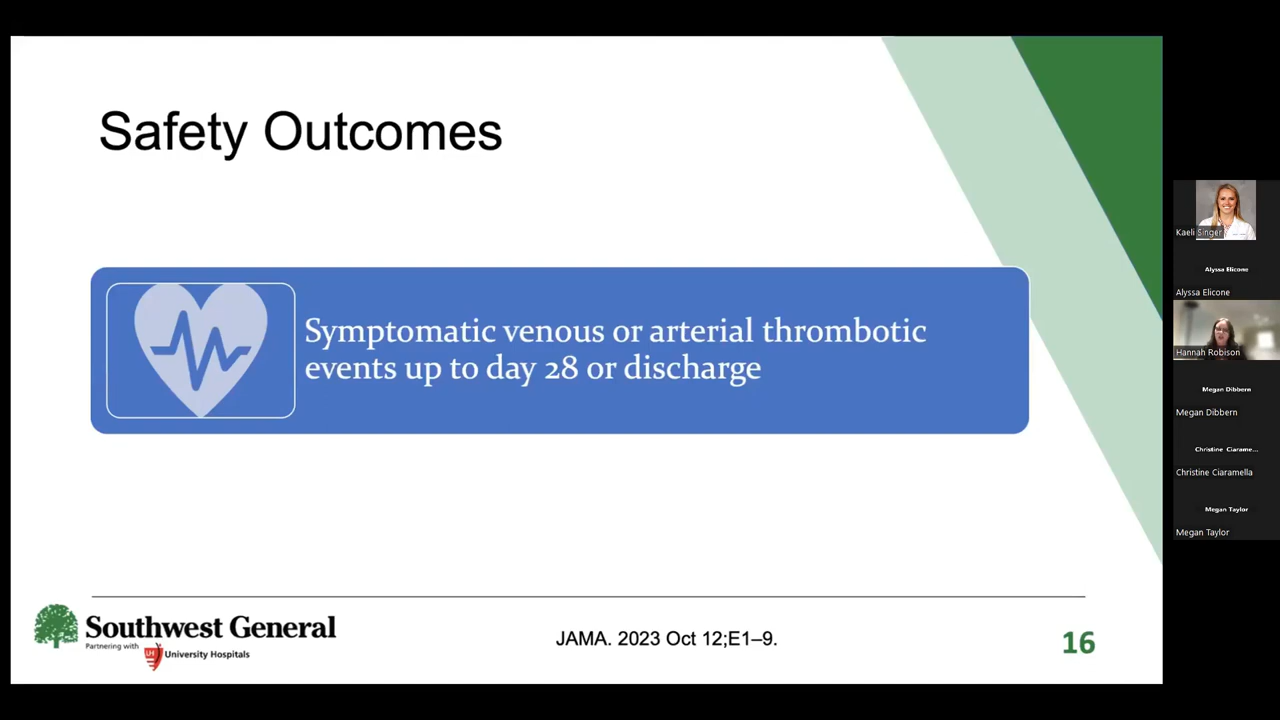 Safety Outcomes
Symptomatic venous or arterial thrombotic
events up to day 28 or discharge
Southwest General
Partnering with
UH University Hospitals
JAMA. 2023 Oct 12;E1–9.
16
Kaeli Singer
Alyssa Elicone
Alyssa Elicone
Hannah Robison
Megan Dibbern
Megan Dibbern
Christine Ciarame...
Christine Ciaramella
Megan Taylor
Megan Taylor